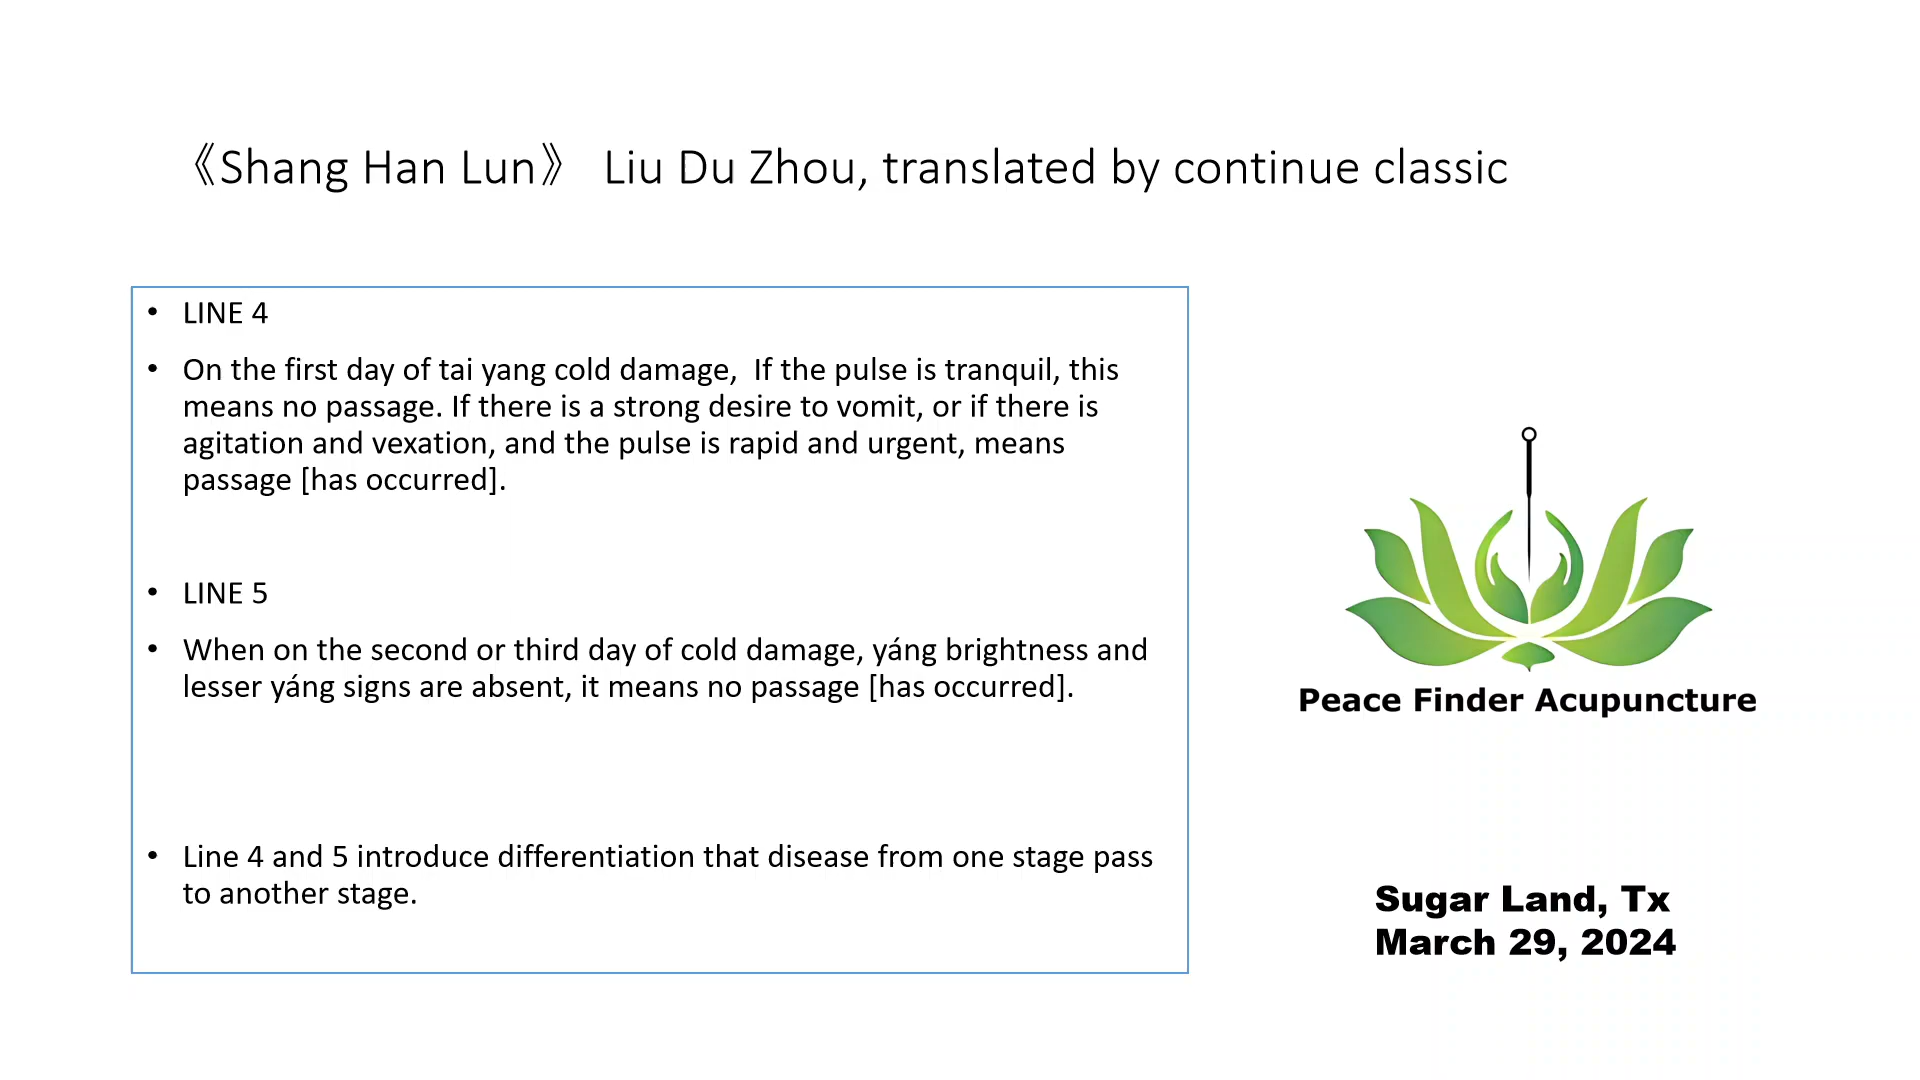 《Shang Han Lun》 Liu Du Zhou, translated by continue classic
• LINE 4
• On the first day of tai yang cold damage,  If the pulse is tranquil, this
means no passage. If there is a strong desire to vomit, or if there is
agitation and vexation, and the pulse is rapid and urgent, means
passage [has occurred].
• LINE 5
• When on the second or third day of cold damage, yáng brightness and
lesser yáng signs are absent, it means no passage [has occurred].
• Line 4 and 5 introduce differentiation that disease from one stage pass
to another stage.
Peace Finder Acupuncture
Sugar Land, Tx
March 29, 2024